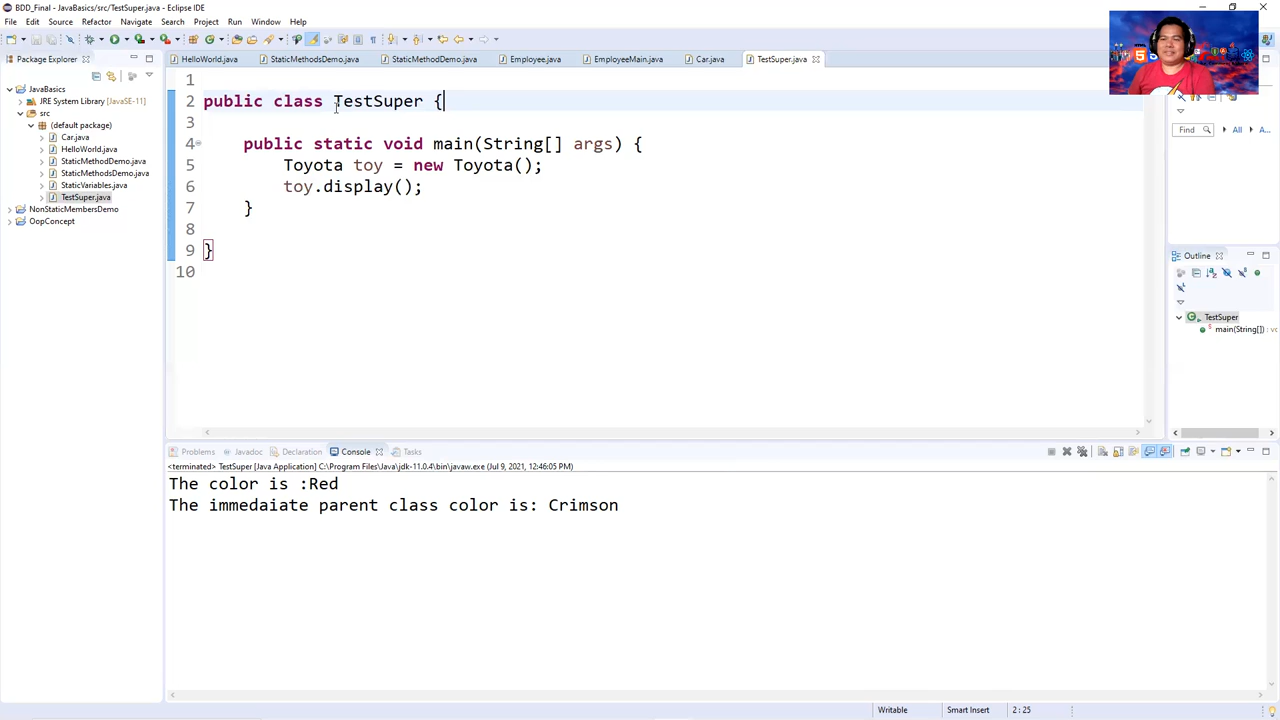 BDD_Final - JavaBasics/src/TestSuper.java - Eclipse IDE
File Edit Source Refactor Navigate Search Project Run Window Help
Package Explorer
HelloWorld.java StaticMethodsDemo.java StaticMethodDemo.java Employee.java EmployeeMain.java Car.java TestSuper.java
JavaBasics
JRE System Library [JavaSE-11]
src
(default package)
Car.java
HelloWorld.java
StaticMethodDemo.java
StaticMethodsDemo.java
StaticVariables.java
TestSuper.java
NonStaticMembersDemo
OopConcept
1
2 public class TestSuper {
3
4 public static void main(String[] args) {
5 Toyota toy = new Toyota();
6 toy.display();
7 }
8
9 }
10
Find All A...
Outline
TestSuper
main(String[]) : vo
Problems Javadoc Declaration Console Tasks
<terminated> TestSuper [Java Application] C:\Program Files\Java\jdk-11.0.4\bin\javaw.exe (Jul 9, 2021, 12:46:05 PM)
The color is :Red
The immedaiate parent class color is: Crimson
Writable Smart Insert 2 : 25